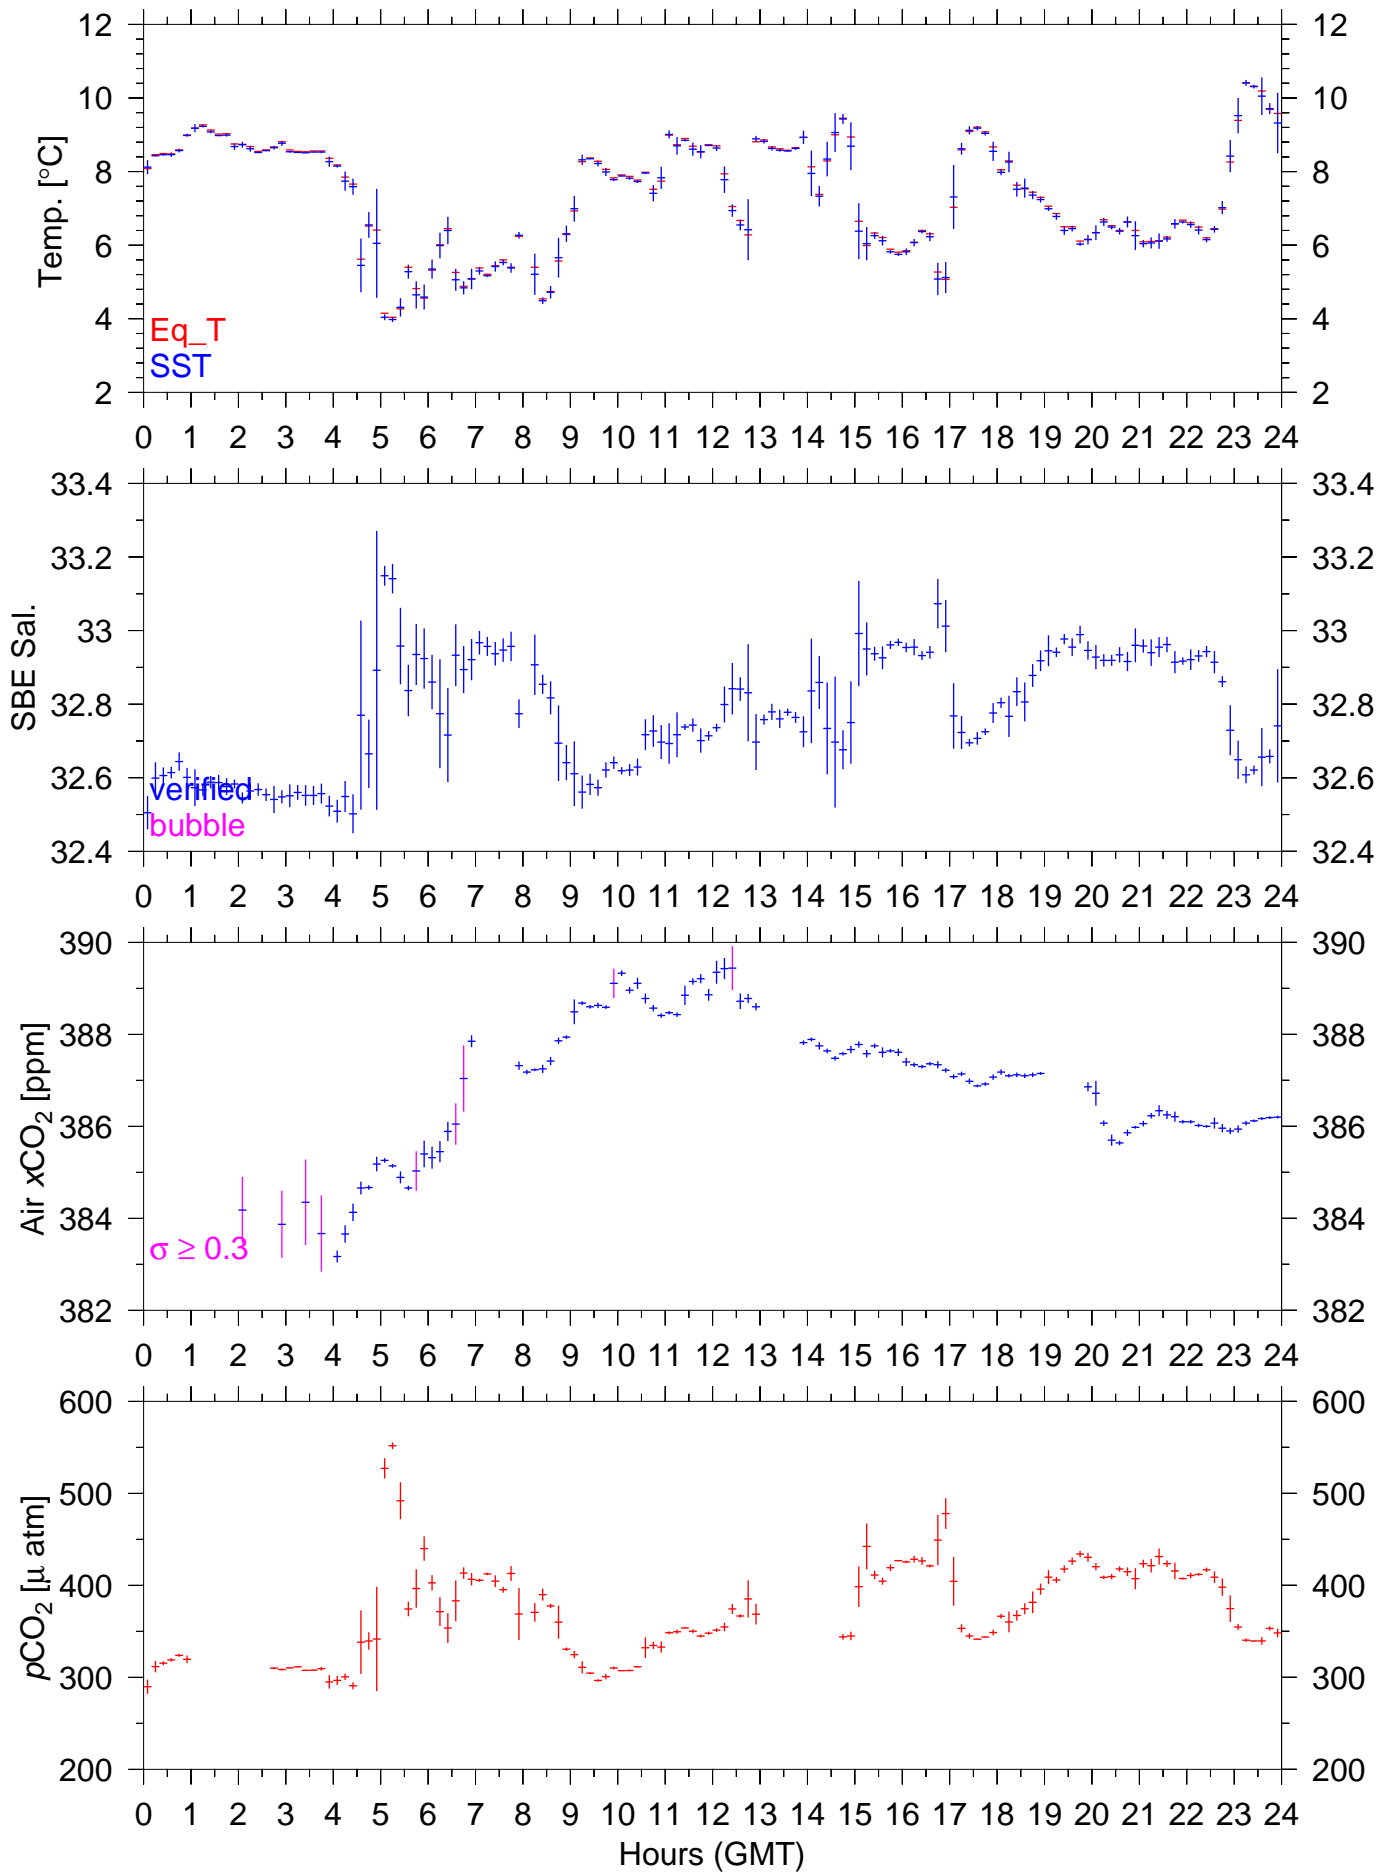 12 12
10 10
8 8
6 6
4 4
2 2
Temp. [°C]
Eq_T
SST
0 1 2 3 4 5 6 7 8 9 10 11 12 13 14 15 16 17 18 19 20 21 22 23 24
33.4 33.4
33.2 33.2
33 33
32.8 32.8
32.6 32.6
32.4 32.4
SBE Sal.
verified
bubble
0 1 2 3 4 5 6 7 8 9 10 11 12 13 14 15 16 17 18 19 20 21 22 23 24
390 390
388 388
386 386
384 384
382 382
Air xCO₂ [ppm]
σ ≥ 0.3
0 1 2 3 4 5 6 7 8 9 10 11 12 13 14 15 16 17 18 19 20 21 22 23 24
600 600
500 500
400 400
300 300
200 200
pCO₂ [µ atm]
0 1 2 3 4 5 6 7 8 9 10 11 12 13 14 15 16 17 18 19 20 21 22 23 24
Hours (GMT)